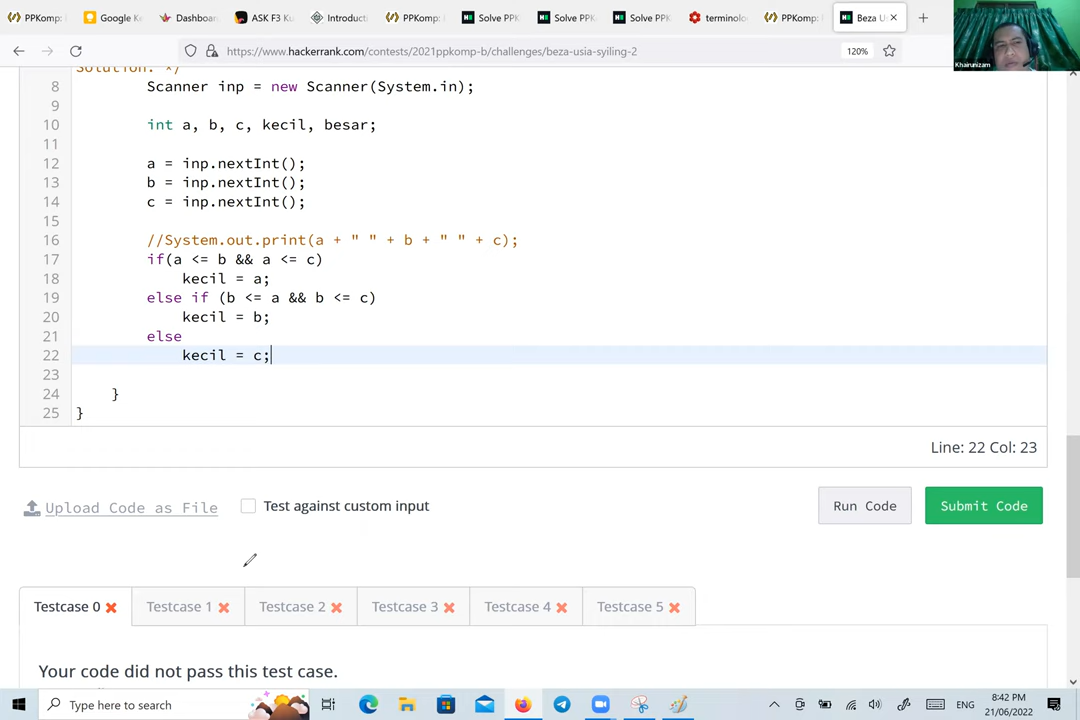 PPKomp:
Google K
Dashboar
ASK F3 K
Introduct
PPKomp:
Solve PPK
Solve PPK
Solve PPK
terminolo
PPKomp:
Beza U
https://www.hackerrank.com/contests/2021ppkomp-b/challenges/beza-usia-syiling-2
120%
Khairunizam
Solution. */
8 Scanner inp = new Scanner(System.in);
9
10 int a, b, c, kecil, besar;
11
12 a = inp.nextInt();
13 b = inp.nextInt();
14 c = inp.nextInt();
15
16 //System.out.print(a + " " + b + " " + c);
17 if(a <= b && a <= c)
18 kecil = a;
19 else if (b <= a && b <= c)
20 kecil = b;
21 else
22 kecil = c;
23
24 }
25 }
Line: 22 Col: 23
Upload Code as File
Test against custom input
Run Code
Submit Code
Testcase 0
Testcase 1
Testcase 2
Testcase 3
Testcase 4
Testcase 5
Your code did not pass this test case.
Type here to search
ENG
8:42 PM
21/06/2022